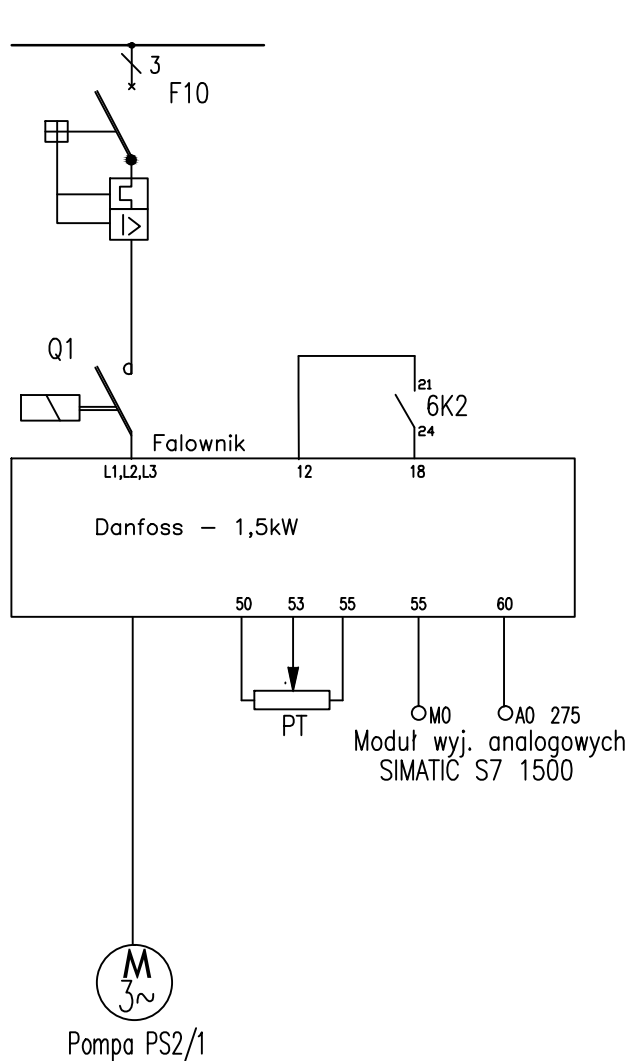 3
F10
Q1
21
6K2
24
Falownik
L1,L2,L3
12
18
Danfoss – 1,5kW
50
53
55
55
60
PT
M0
A0 275
Moduł wyj. analogowych
SIMATIC S7 1500
M
3~
Pompa PS2/1